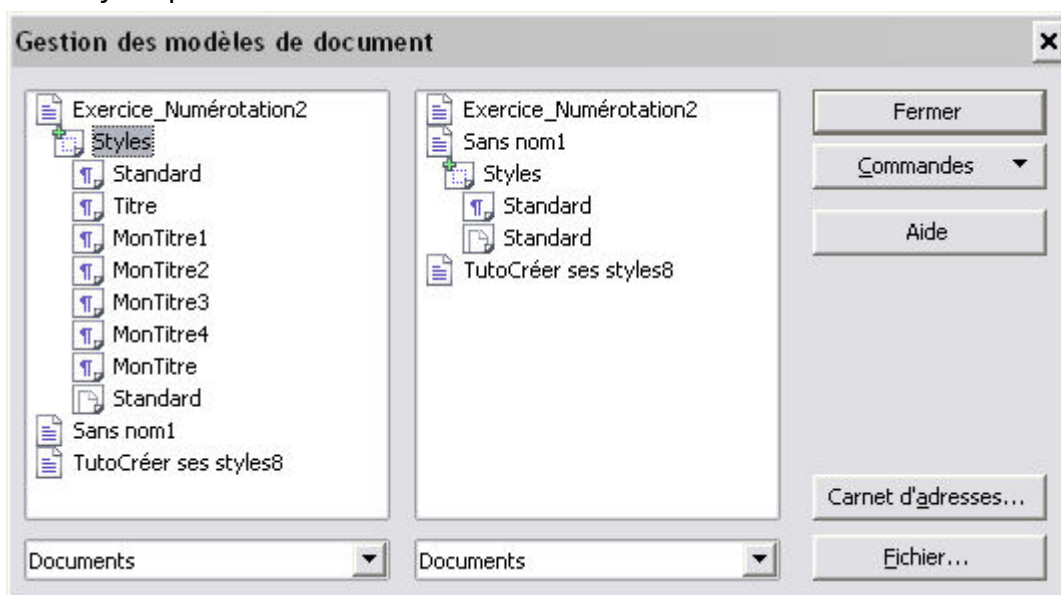 Gestion des modèles de document
Exercice_Numérotation2
Styles
Standard
Titre
MonTitre1
MonTitre2
MonTitre3
MonTitre4
MonTitre
Standard
Sans nom1
TutoCréer ses styles8
Documents
Exercice_Numérotation2
Sans nom1
Styles
Standard
Standard
TutoCréer ses styles8
Documents
Fermer
Commandes
Aide
Carnet d'adresses...
Fichier...